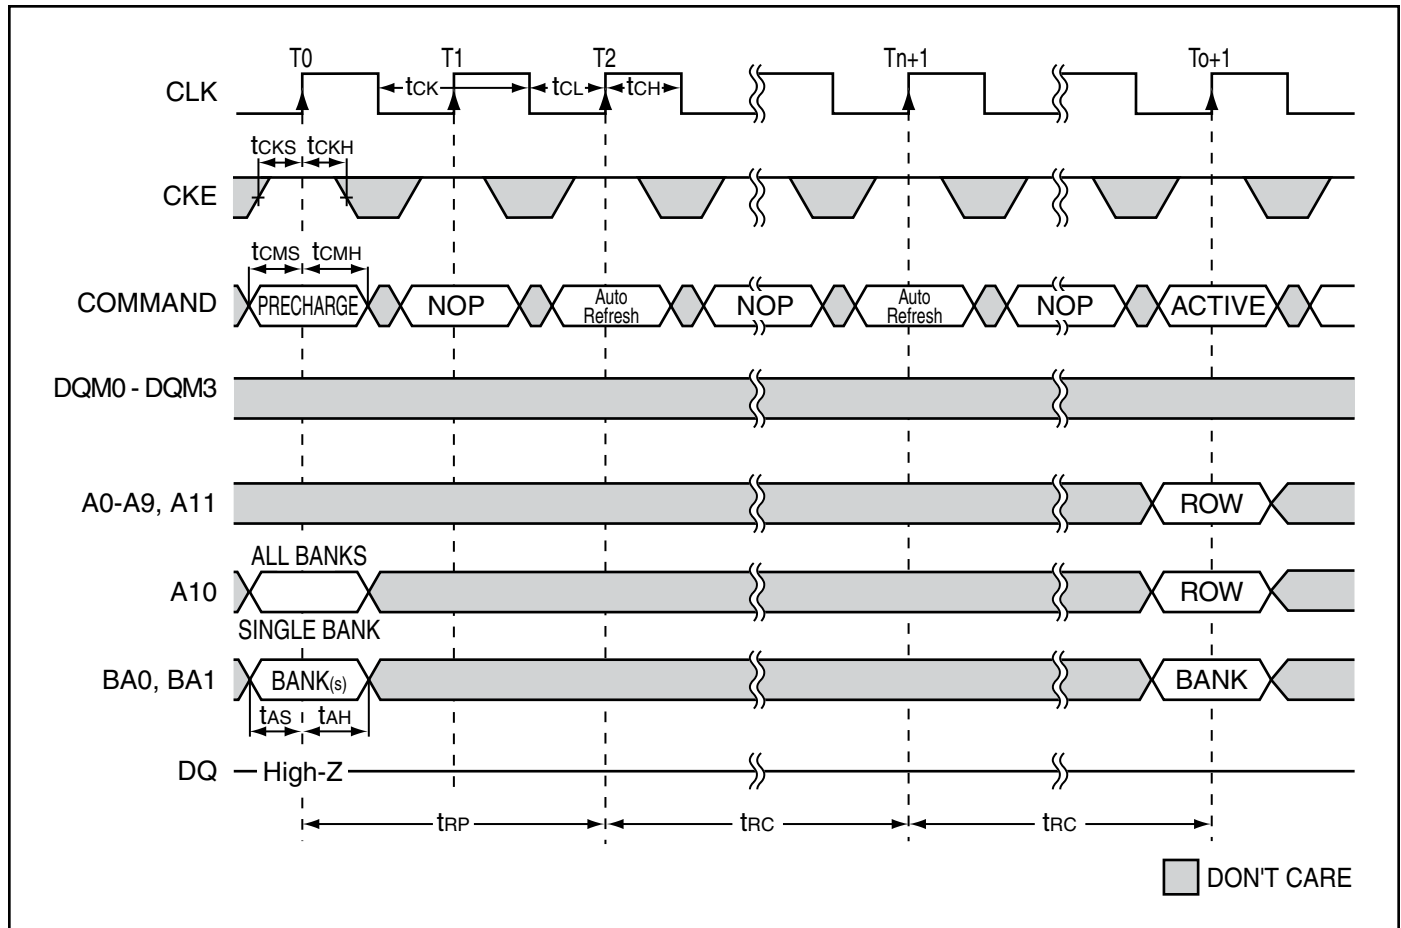 T0 T1 T2 Tn+1 To+1
CLK tCK tCL tCH
tCKS tCKH
CKE
tCMS tCMH
COMMAND PRECHARGE NOP Auto Refresh NOP Auto Refresh NOP ACTIVE
DQM0 - DQM3
A0-A9, A11 ROW
ALL BANKS
A10 ROW
SINGLE BANK
BA0, BA1 BANK(s) BANK
tAS tAH
DQ High-Z
tRP tRC tRC
DON'T CARE